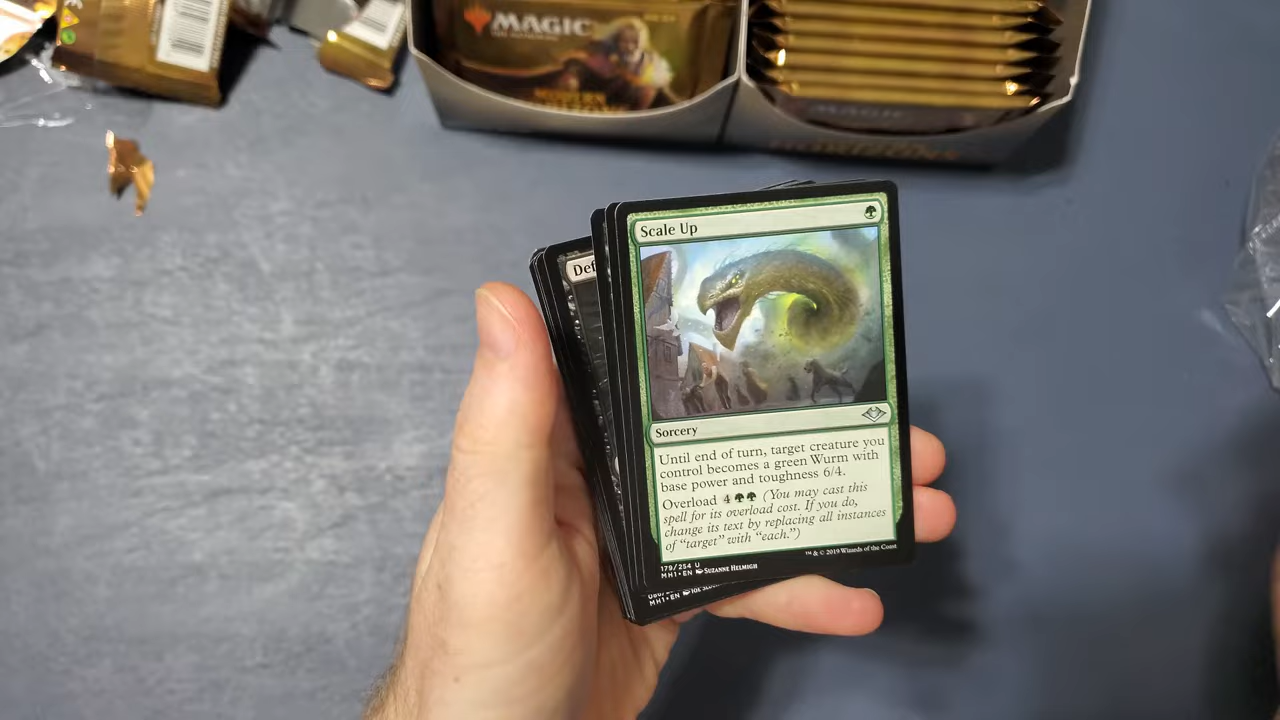 MAGIC
Scale Up
Def
Sorcery
Until end of turn, target creature you
control becomes a green Wurm with
base power and toughness 6/4.
Overload 4 (You may cast this
spell for its overload cost. If you do,
change its text by replacing all instances
of “target” with “each.”)
™ & © 2019 Wizards of the Coast
179/254 U
MH1 • EN Suzanne Helmigh
MH1 • EN